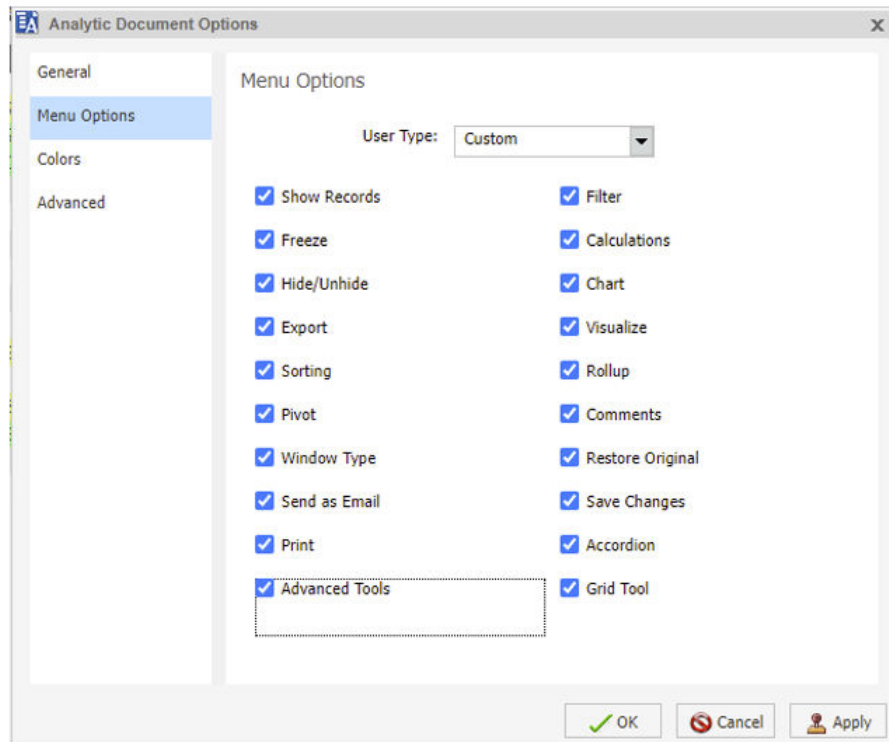 Analytic Document Options
General
Menu Options
Colors
Advanced
Menu Options
User Type: Custom
Show Records
Filter
Freeze
Calculations
Hide/Unhide
Chart
Export
Visualize
Sorting
Rollup
Pivot
Comments
Window Type
Restore Original
Send as Email
Save Changes
Print
Accordion
Advanced Tools
Grid Tool
OK
Cancel
Apply